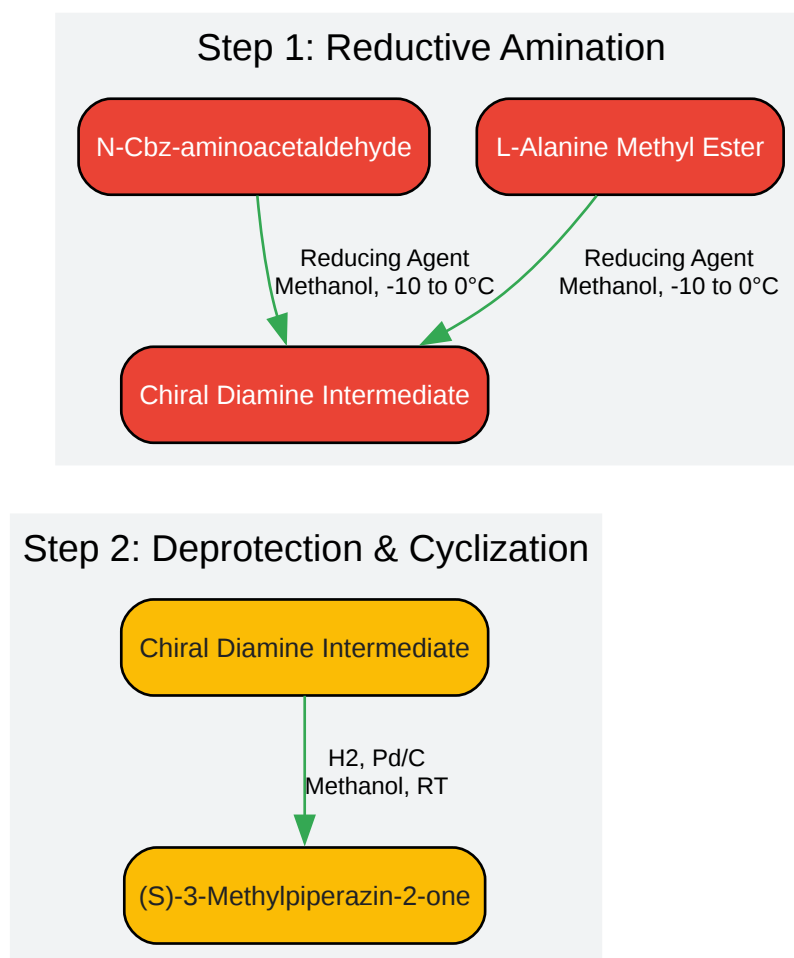 Step 1: Reductive Amination
N-Cbz-aminoacetaldehyde
L-Alanine Methyl Ester
Reducing Agent
Methanol, -10 to 0°C
Reducing Agent
Methanol, -10 to 0°C
Chiral Diamine Intermediate
Step 2: Deprotection & Cyclization
Chiral Diamine Intermediate
H2, Pd/C
Methanol, RT
(S)-3-Methylpiperazin-2-one